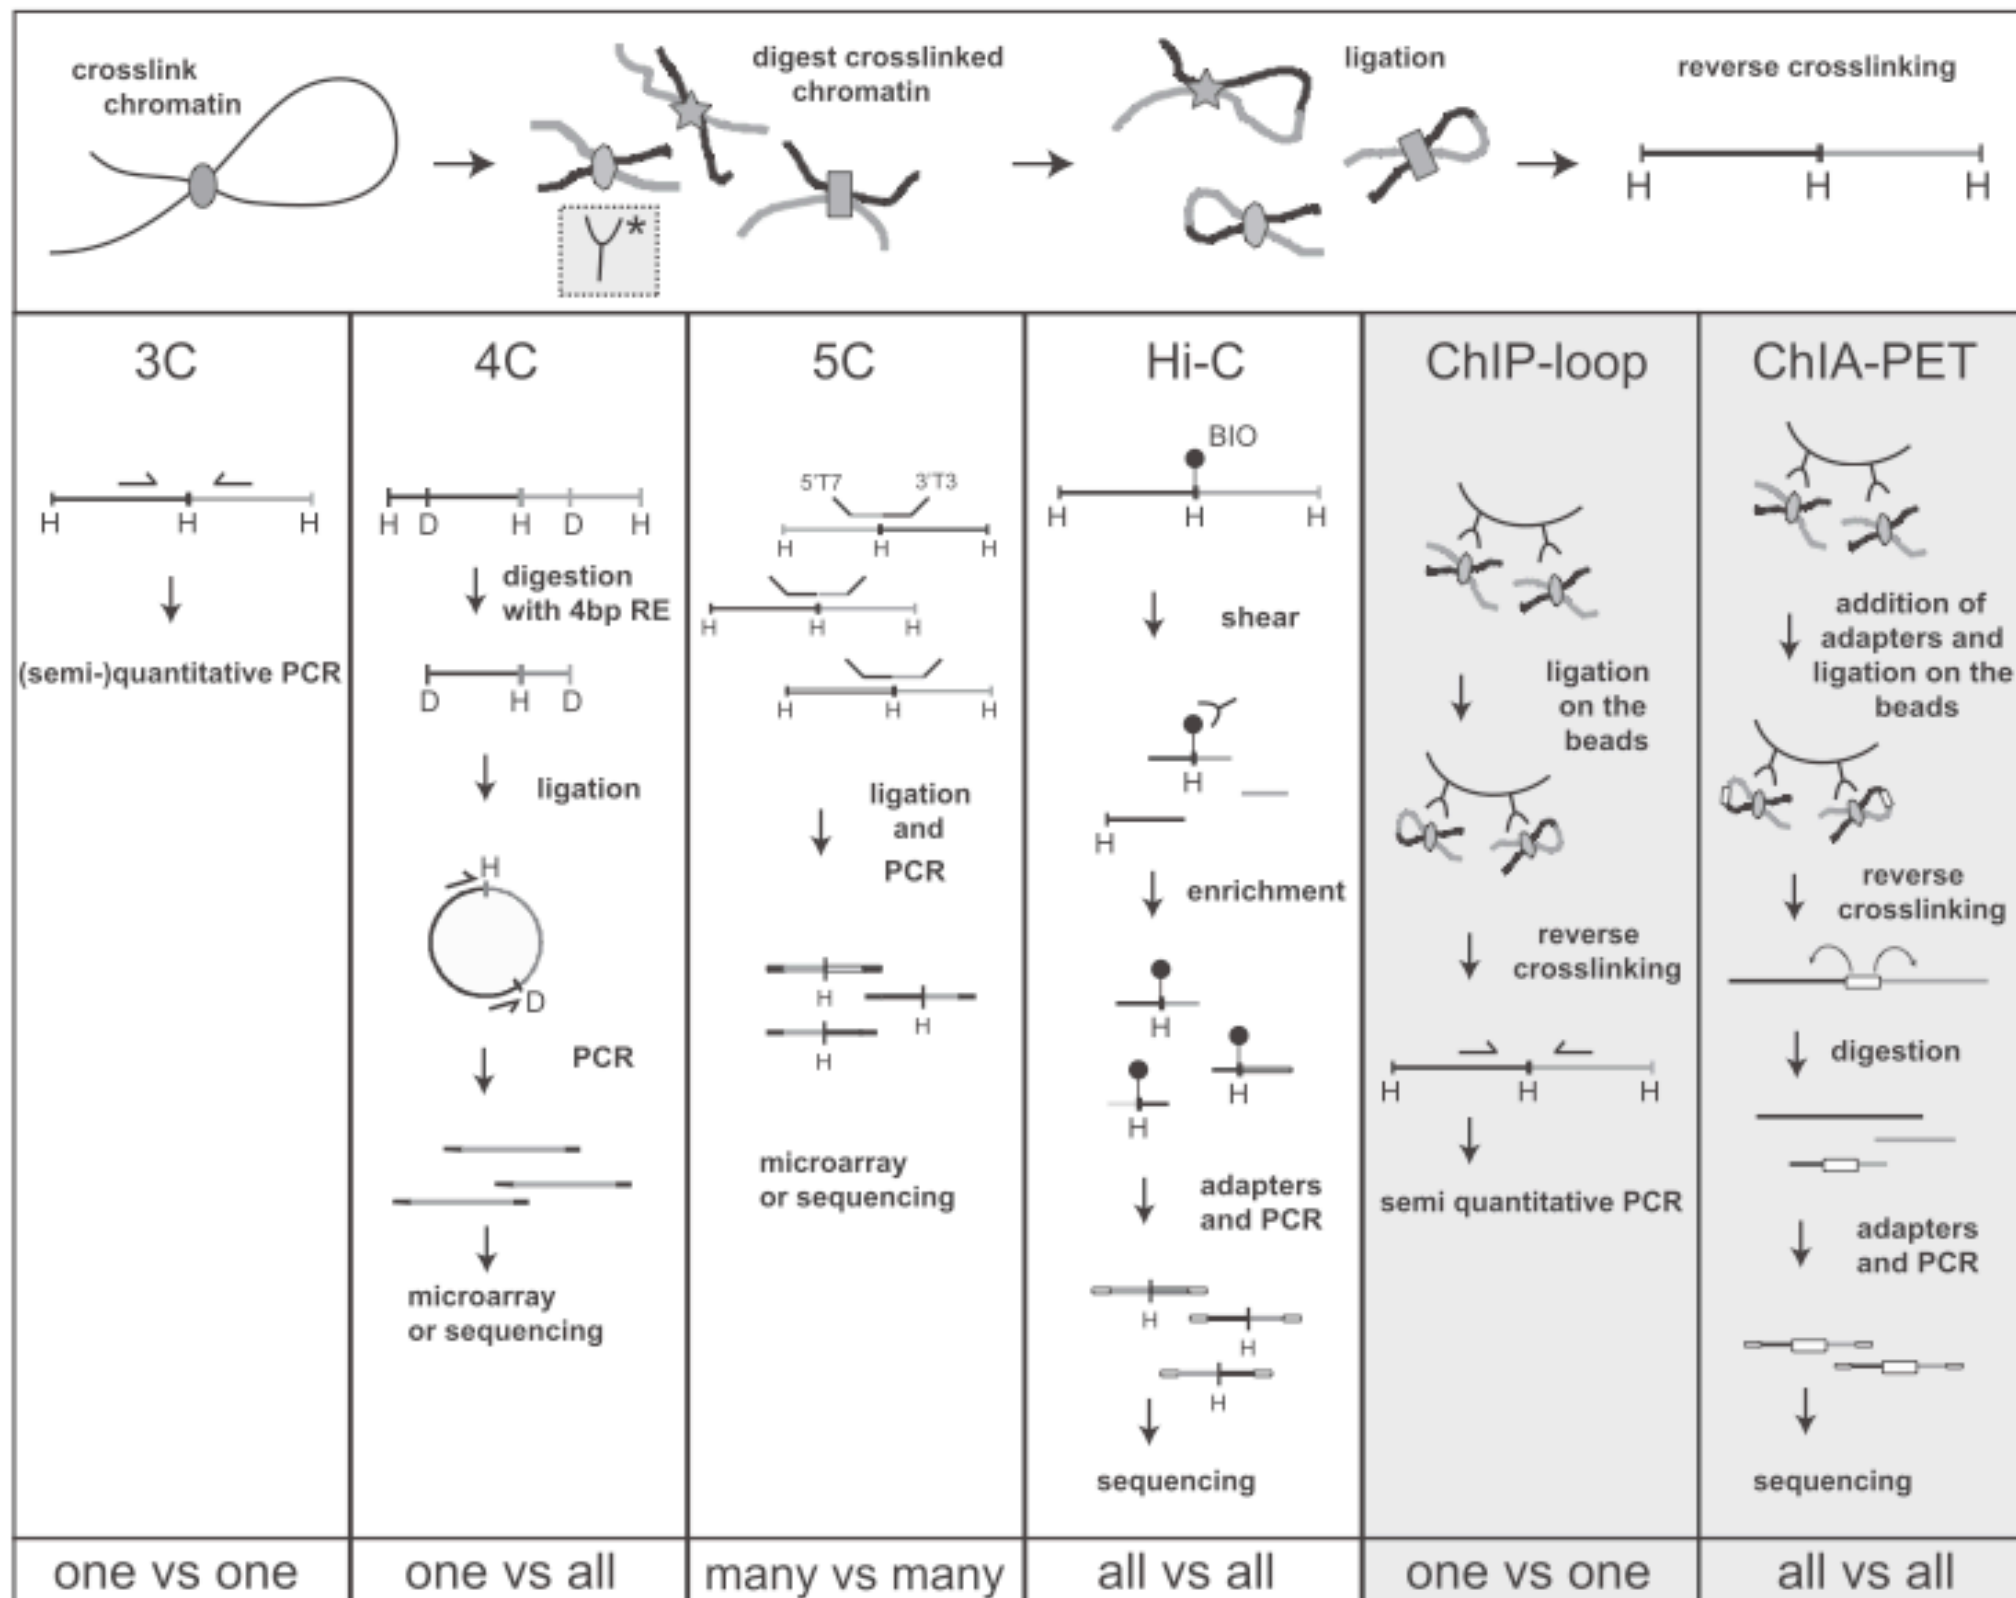 crosslink
chromatin
digest crosslinked
chromatin
ligation
reverse crosslinking
*
H H H
3C
H H H
(semi-)quantitative PCR
one vs one
4C
H D H D H
digestion
with 4bp RE
D H D
ligation
H
D
PCR
microarray
or sequencing
one vs all
5C
5'T7 3'T3
H H H
H H H
H H H
ligation
and
PCR
H
H
H
microarray
or sequencing
many vs many
Hi-C
BIO
H H H
shear
H
H
enrichment
H
H
H
adapters
and PCR
H
H
H
sequencing
all vs all
ChIP-loop
ligation
on the
beads
reverse
crosslinking
H H H
semi quantitative PCR
one vs one
ChIA-PET
addition of
adapters and
ligation on the
beads
reverse
crosslinking
digestion
adapters
and PCR
sequencing
all vs all